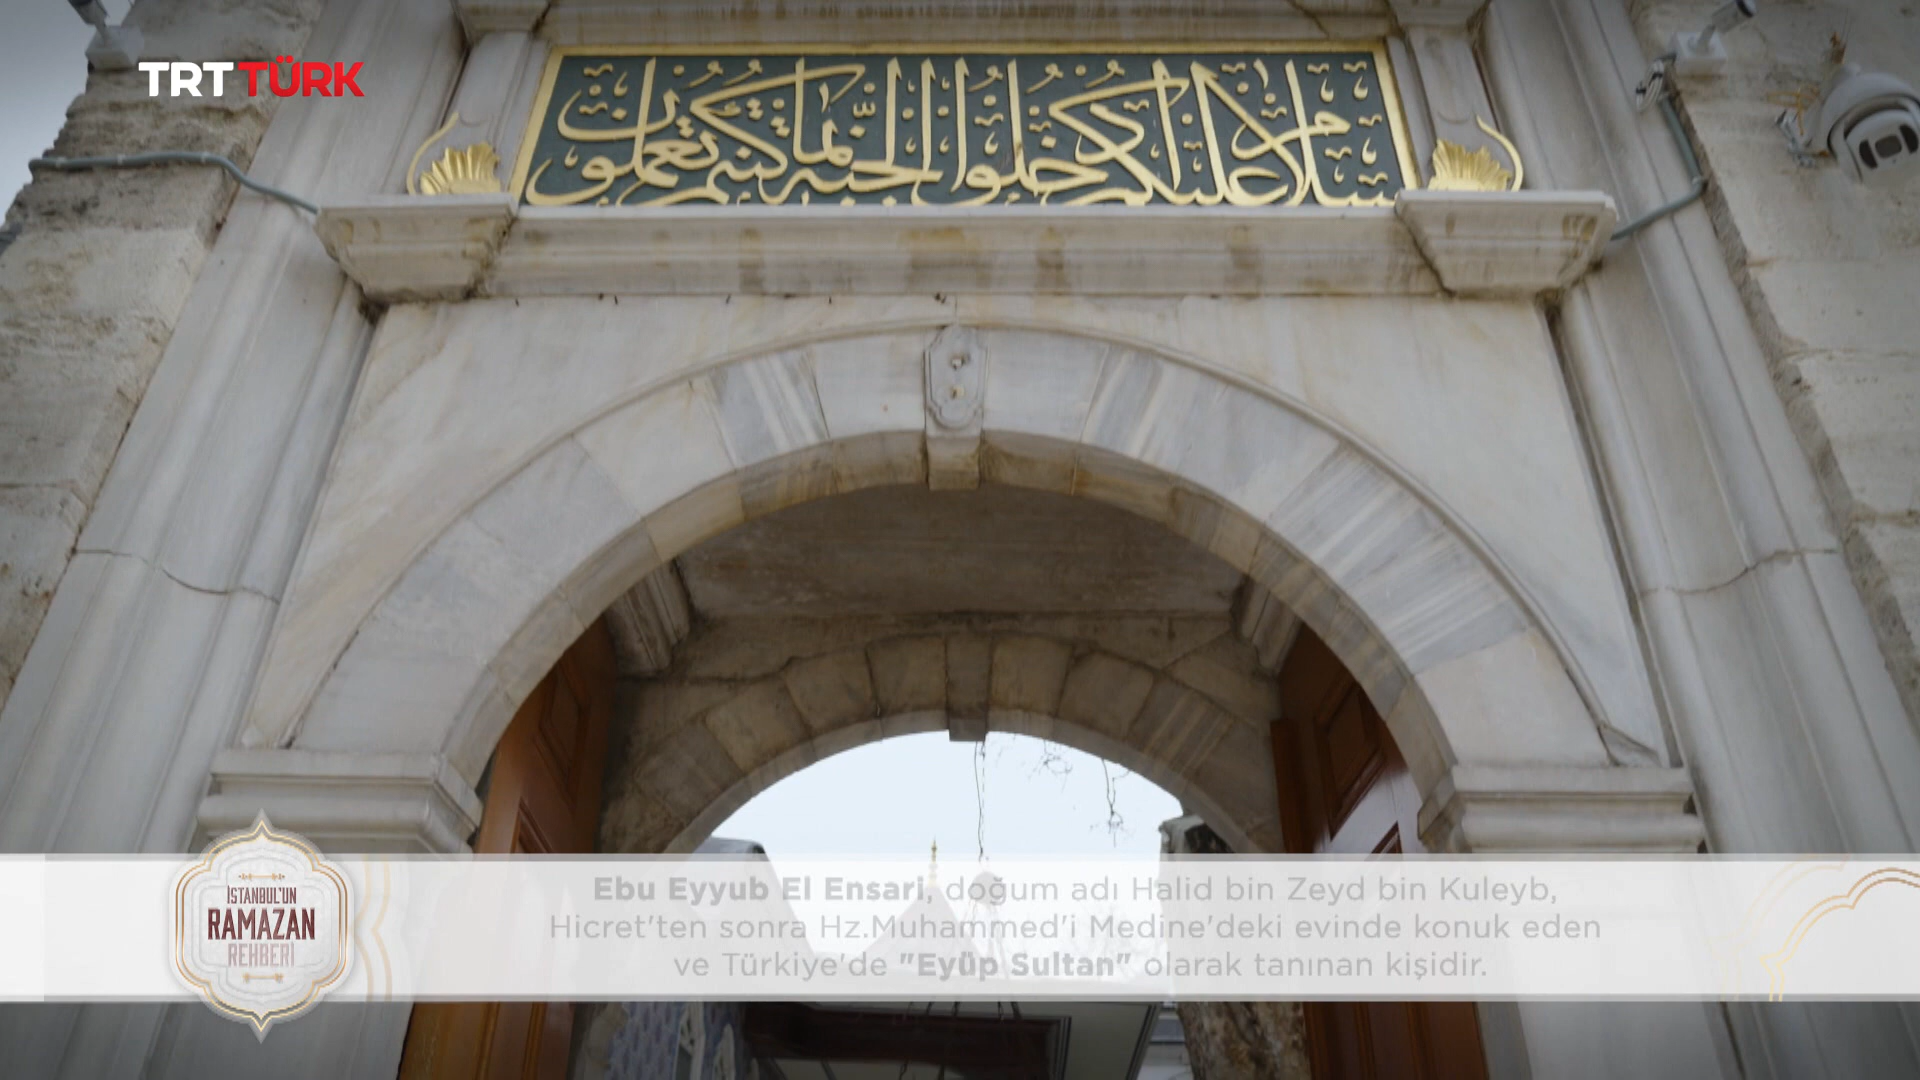 TRT TÜRK
سلام عليكم ادخلوا الجنة بما كنتم تعملون
Ebu Eyyub El Ensari, doğum adı Halid bin Zeyd bin Kuleyb,
Hicret'ten sonra Hz.Muhammed'i Medine'deki evinde konuk eden
ve Türkiye'de "Eyüp Sultan" olarak tanınan kişidir.
İSTANBUL'UN
RAMAZAN
REHBERİ